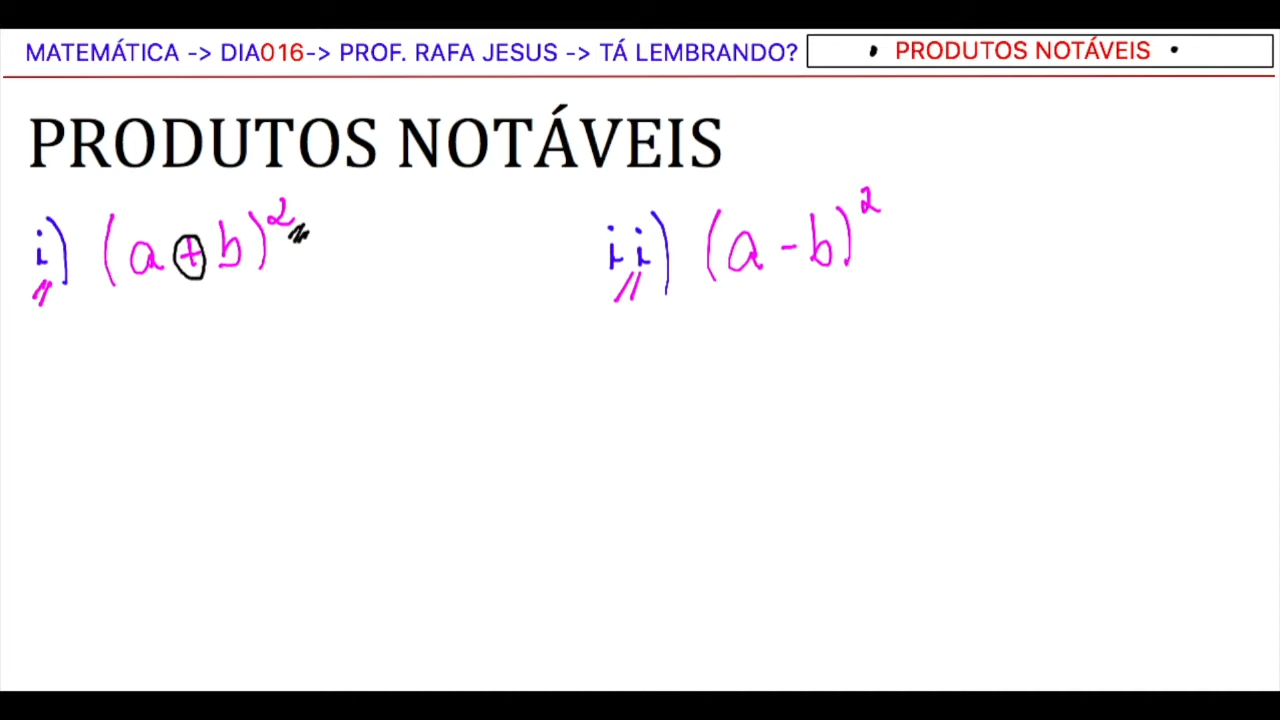 MATEMÁTICA -> DIA016-> PROF. RAFA JESUS -> TÁ LEMBRANDO? • PRODUTOS NOTÁVEIS •
PRODUTOS NOTÁVEIS
i) (a + b)² ii) (a - b)²